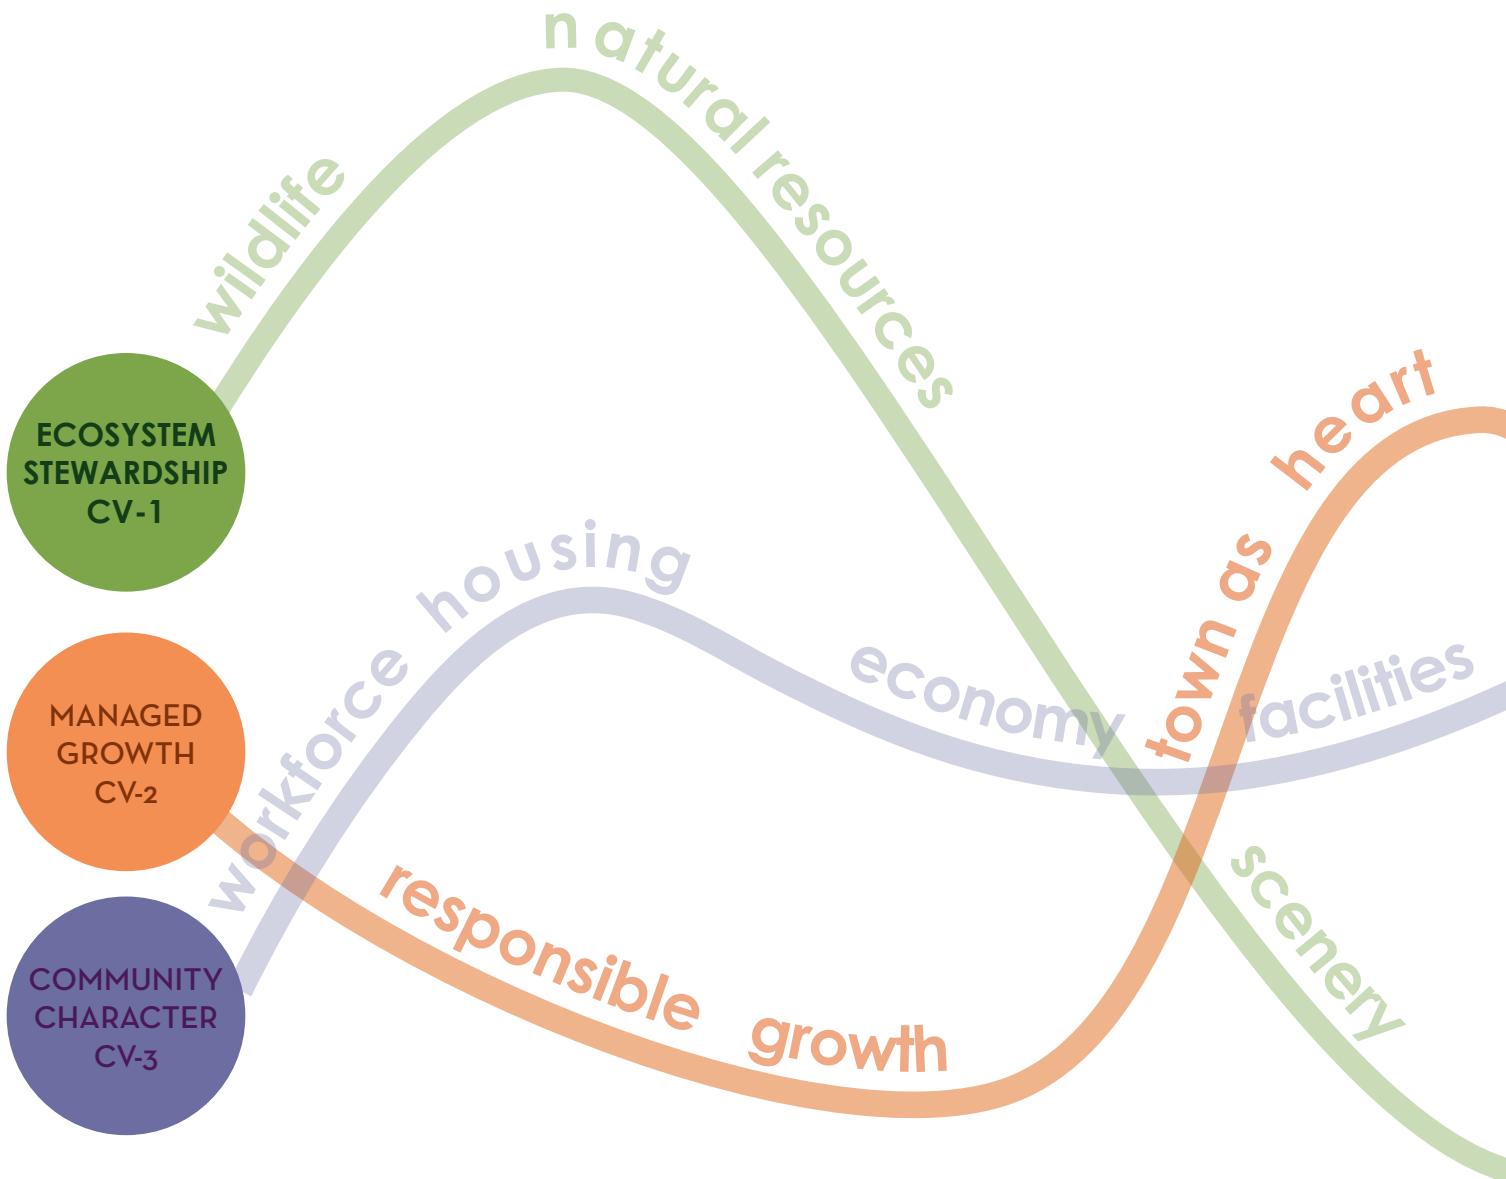 natural resources
wildlife
ECOSYSTEM
STEWARDSHIP
CV-1
town as heart
workforce housing
economy
facilities
MANAGED
GROWTH
CV-2
responsible growth
scenery
COMMUNITY
CHARACTER
CV-3